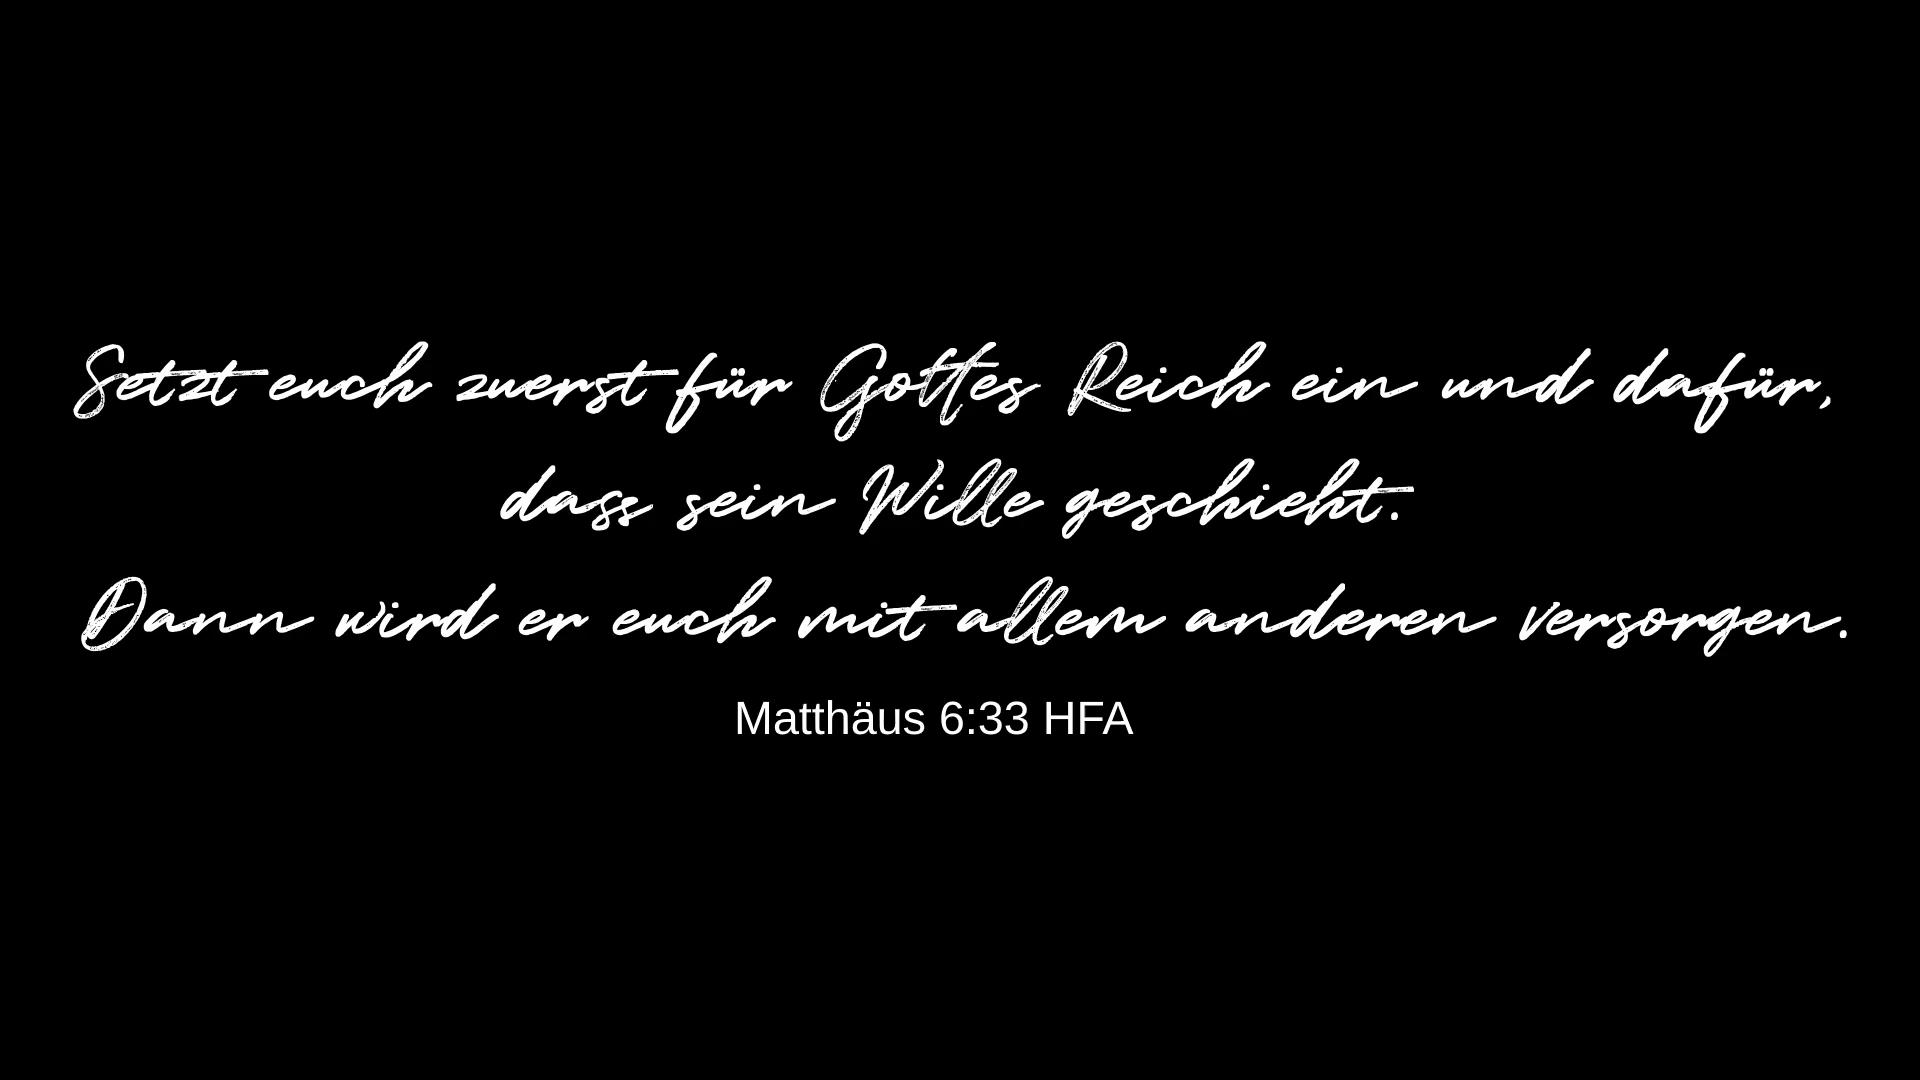 Setzt euch zuerst für Gottes Reich ein und dafür,
dass sein Wille geschieht.
Dann wird er euch mit allem anderen versorgen.
Matthäus 6:33 HFA